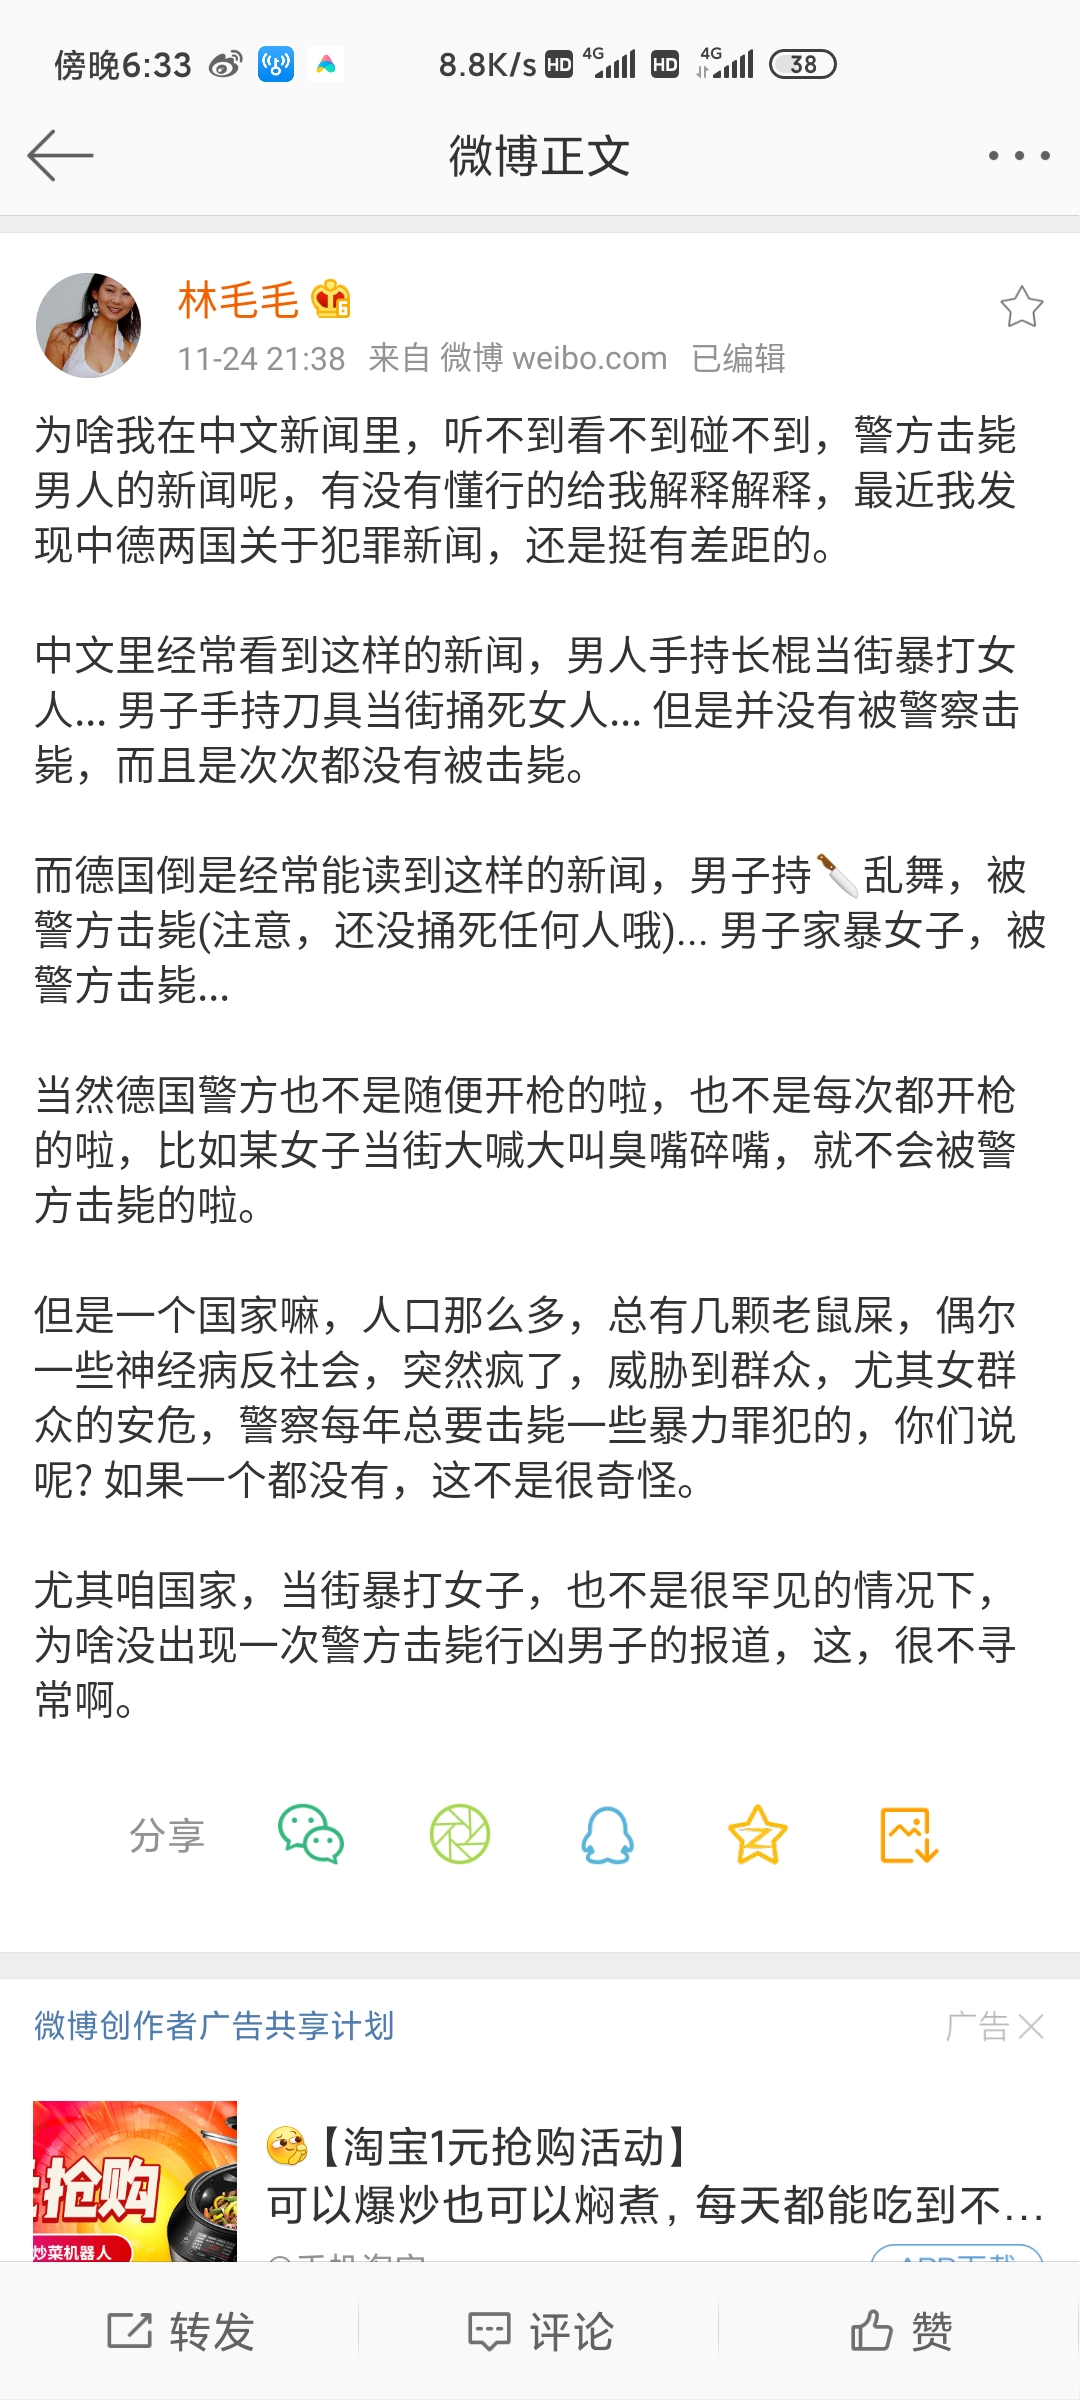 傍晚6:33 8.8K/s HD 4G HD 4G 38
微博正文
林毛毛 6
11-24 21:38 来自 微博 weibo.com 已编辑
为啥我在中文新闻里，听不到看不到碰不到，警方击毙
男人的新闻呢，有没有懂行的给我解释解释，最近我发
现中德两国关于犯罪新闻，还是挺有差距的。
中文里经常看到这样的新闻，男人手持长棍当街暴打女
人... 男子手持刀具当街捅死女人... 但是并没有被警察击
毙，而且是次次都没有被击毙。
而德国倒是经常能读到这样的新闻，男子持🔪乱舞，被
警方击毙(注意，还没捅死任何人哦)... 男子家暴女子，被
警方击毙...
当然德国警方也不是随便开枪的啦，也不是每次都开枪
的啦，比如某女子当街大喊大叫臭嘴碎嘴，就不会被警
方击毙的啦。
但是一个国家嘛，人口那么多，总有几颗老鼠屎，偶尔
一些神经病反社会，突然疯了，威胁到群众，尤其女群
众的安危，警察每年总要击毙一些暴力罪犯的，你们说
呢? 如果一个都没有，这不是很奇怪。
尤其咱国家，当街暴打女子，也不是很罕见的情况下，
为啥没出现一次警方击毙行凶男子的报道，这，很不寻
常啊。
分享
微博创作者广告共享计划 广告
抢购
炒菜机器人
【淘宝1元抢购活动】
可以爆炒也可以焖煮，每天都能吃到不...
转发 评论 赞